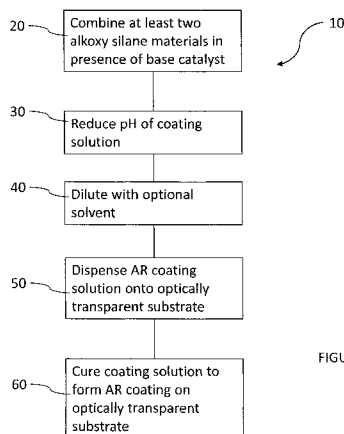 10
20
Combine at least two
alkoxy silane materials in
presence of base catalyst
30
Reduce pH of coating
solution
40
Dilute with optional
solvent
50
Dispense AR coating
solution onto optically
transparent substrate
60
Cure coating solution to
form AR coating on
optically transparent
substrate
FIGU